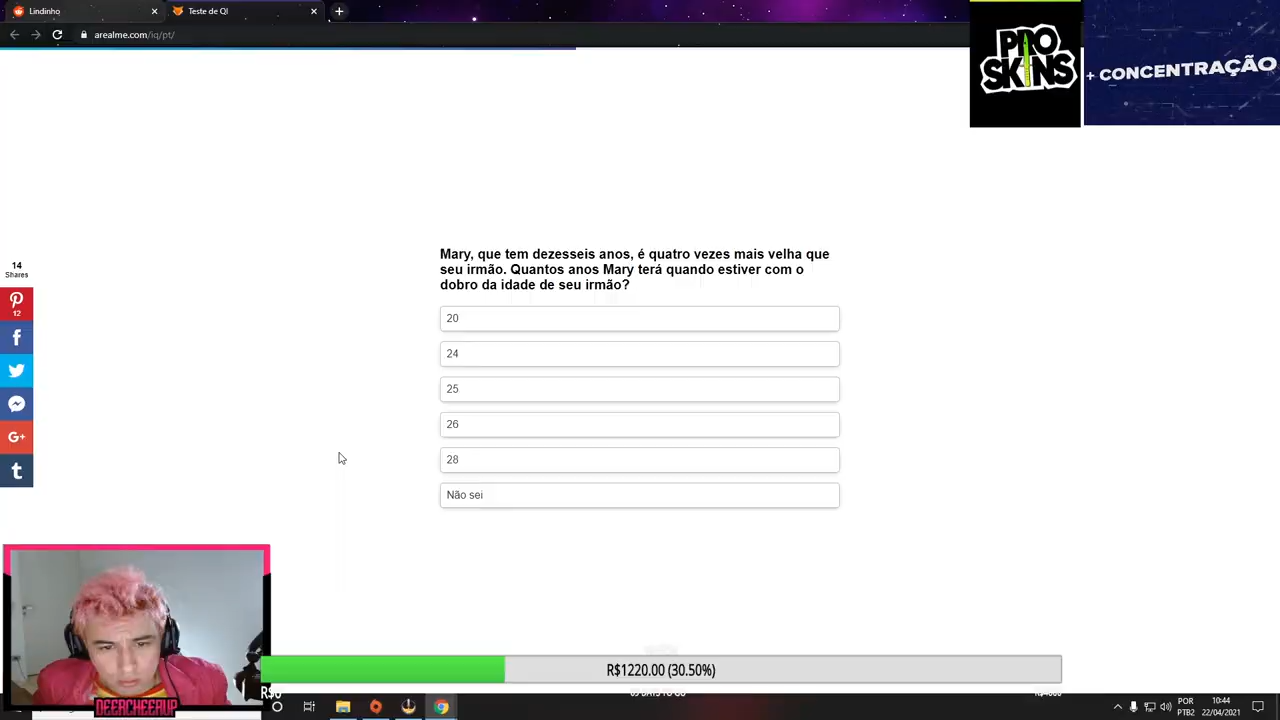 Lindinho
Teste de QI
arealme.com/iq/pt/
PRO
SKINS
+ CONCENTRAÇÃO
Mary, que tem dezesseis anos, é quatro vezes mais velha que
seu irmão. Quantos anos Mary terá quando estiver com o
dobro da idade de seu irmão?
20
24
25
26
28
Não sei
14
Shares
12
DEERCHEERUP
R$1220.00 (30.50%)
R$0
POR
PTB2
10:44
22/04/2021